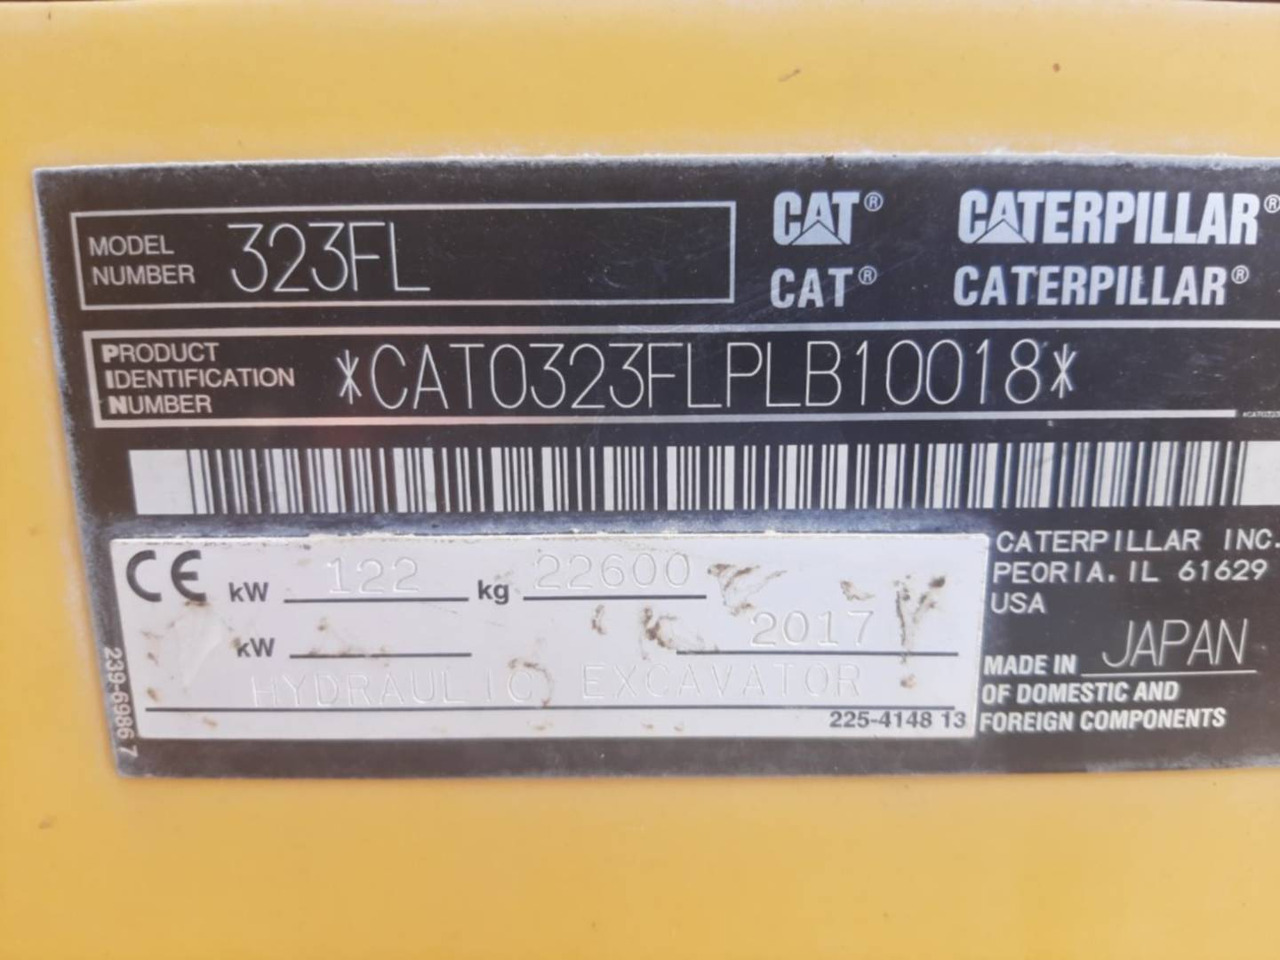 MODEL NUMBER 323FL
CAT® CATERPILLAR®
CAT® CATERPILLAR®
PRODUCT IDENTIFICATION NUMBER *CAT0323FLPLB10018*
CE kW 122 kg 22600
kW 2017
HYDRAULIC EXCAVATOR
225-4148 13
239-6986 7
CATERPILLAR INC.
PEORIA, IL 61629
USA
MADE IN JAPAN
OF DOMESTIC AND
FOREIGN COMPONENTS